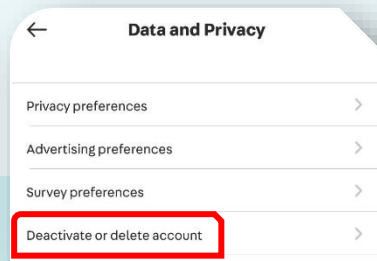 Data and Privacy
Privacy preferences
Advertising preferences
Survey preferences
Deactivate or delete account